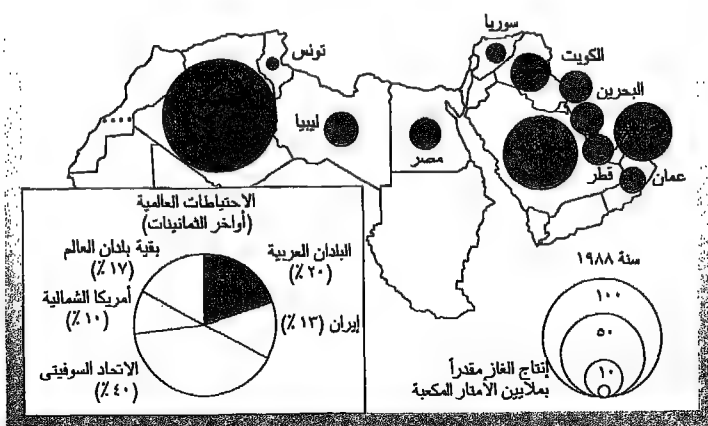 سوريا
تونس
الكويت
البحرين
ليبيا
مصر
قطر
عمان
الاحتياطات العالمية
(أواخر الثمانينات)
بقية بلدان العالم
(١٧ ٪)
البلدان العربية
(٢٠ ٪)
أمريكا الشمالية
(١٠ ٪)
إيران (١٣ ٪)
الاتحاد السوفيتى
(٤٠ ٪)
سنة ١٩٨٨
١٠٠
٥٠
١٠
إنتاج الغاز مقدراً
بملايين الأمتار المكعبة